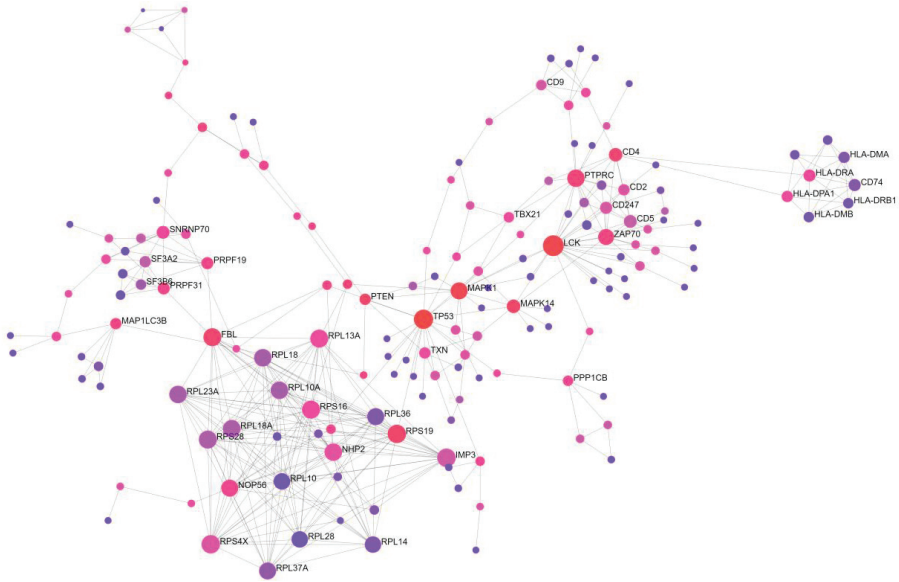 CD9
HLA-DMA
CD4
HLA-DRA
PTPRC
CD74
CD2
HLA-DPA1
HLA-DRB1
CD247
TBX21
HLA-DMB
CD5
SNRNP70
ZAP70
LCK
SF3A2
PRPF19
SF3B6
PRPF31
MAPK1
PTEN
MAPK14
TP53
MAP1LC3B
FBL
RPL13A
TXN
RPL18
PPP1CB
RPL10A
RPL23A
RPS16
RPL36
RPL18A
RPS19
RPS28
NHP2
IMP3
RPL10
NOP56
RPL28
RPS4X
RPL14
RPL37A